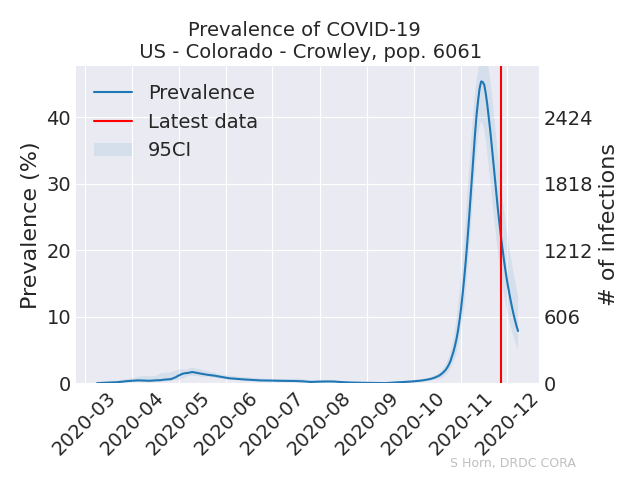 Prevalence of COVID-19
US - Colorado - Crowley, pop. 6061
Prevalence
Latest data
95CI
Prevalence (%)
40
30
20
10
0
2424
1818
1212
606
0
# of infections
2020-03
2020-04
2020-05
2020-06
2020-07
2020-08
2020-09
2020-10
2020-11
2020-12
S Horn, DRDC CORA